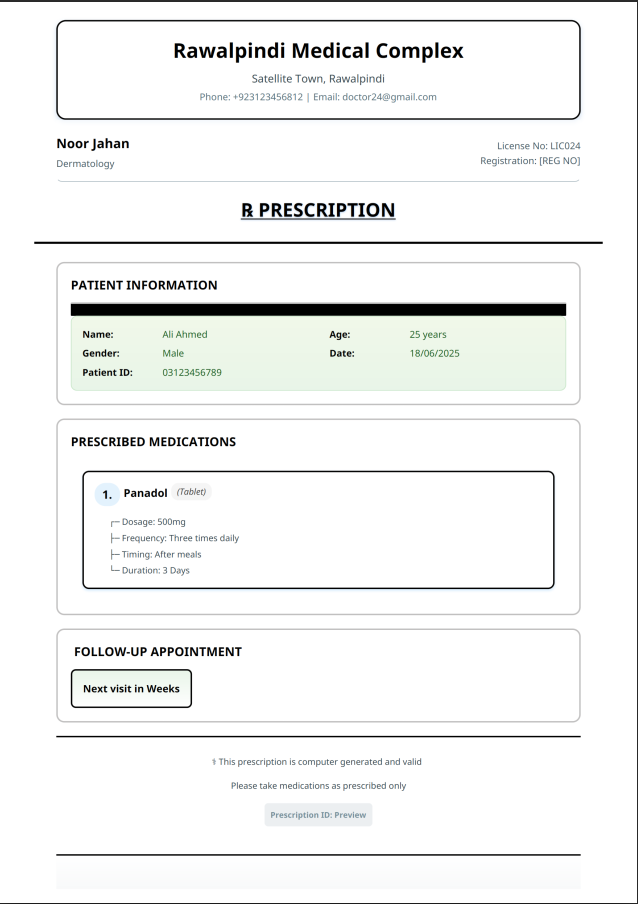 Rawalpindi Medical Complex
Satellite Town, Rawalpindi
Phone: +923123456812 | Email: doctor24@gmail.com
Noor Jahan
Dermatology
License No: LIC024
Registration: [REG NO]
℞ PRESCRIPTION
PATIENT INFORMATION
Name: Ali Ahmed Age: 25 years
Gender: Male Date: 18/06/2025
Patient ID: 03123456789
PRESCRIBED MEDICATIONS
1. Panadol (Tablet)
┌─ Dosage: 500mg
├─ Frequency: Three times daily
├─ Timing: After meals
└─ Duration: 3 Days
FOLLOW-UP APPOINTMENT
Next visit in Weeks
⚕ This prescription is computer generated and valid
Please take medications as prescribed only
Prescription ID: Preview